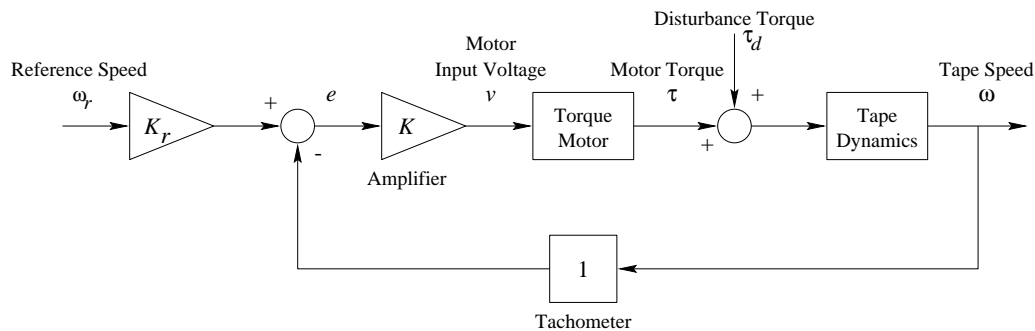 Disturbance Torque
τd
Motor
Input Voltage
v
Reference Speed
ωr
Motor Torque
τ
Tape Speed
ω
Kr
+
-
e
K
Amplifier
Torque
Motor
+
+
Tape
Dynamics
1
Tachometer